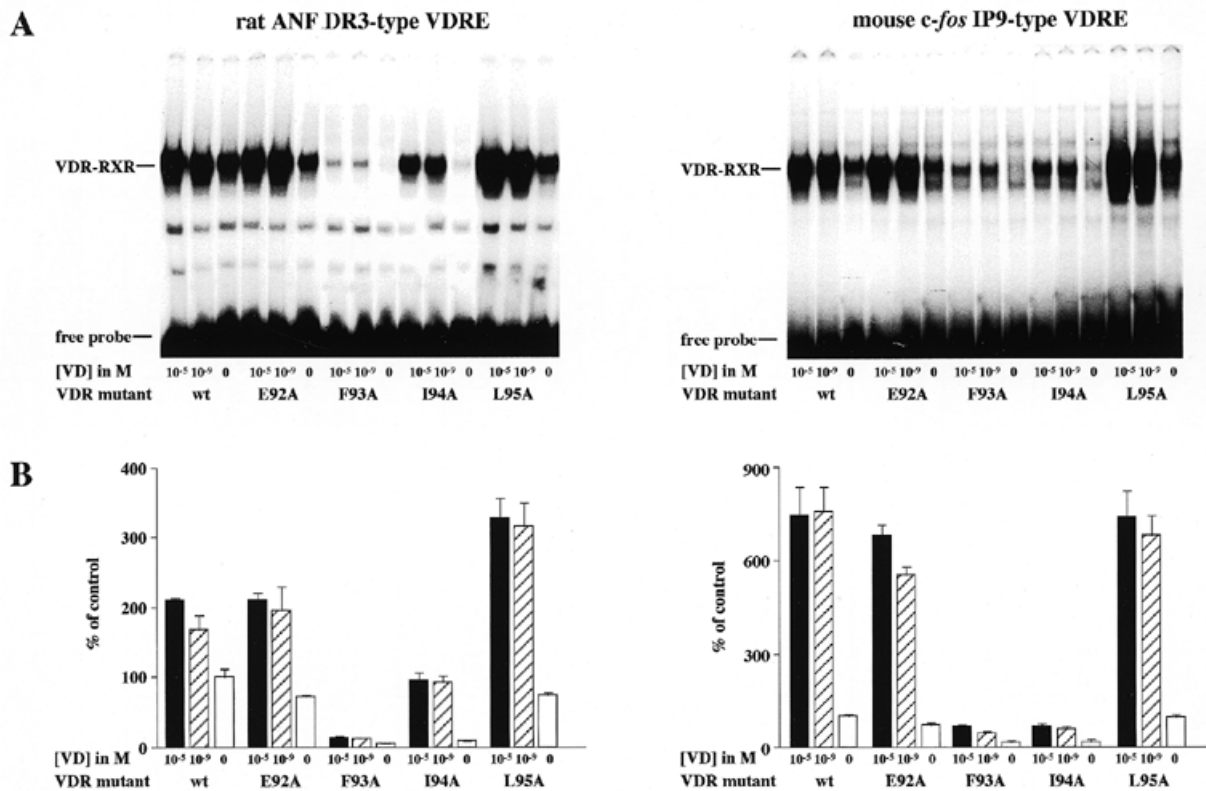 A
rat ANF DR3-type VDRE
mouse c-fos IP9-type VDRE
VDR-RXR
free probe
[VD] in M 10⁻⁵ 10⁻⁹ 0 10⁻⁵ 10⁻⁹ 0 10⁻⁵ 10⁻⁹ 0 10⁻⁵ 10⁻⁹ 0 10⁻⁵ 10⁻⁹ 0
VDR mutant wt E92A F93A I94A L95A
VDR-RXR
free probe
[VD] in M 10⁻⁵ 10⁻⁹ 0 10⁻⁵ 10⁻⁹ 0 10⁻⁵ 10⁻⁹ 0 10⁻⁵ 10⁻⁹ 0 10⁻⁵ 10⁻⁹ 0
VDR mutant wt E92A F93A I94A L95A
B
% of control
400
300
200
100
0
[VD] in M 10⁻⁵ 10⁻⁹ 0 10⁻⁵ 10⁻⁹ 0 10⁻⁵ 10⁻⁹ 0 10⁻⁵ 10⁻⁹ 0 10⁻⁵ 10⁻⁹ 0
VDR mutant wt E92A F93A I94A L95A
% of control
900
600
300
0
[VD] in M 10⁻⁵ 10⁻⁹ 0 10⁻⁵ 10⁻⁹ 0 10⁻⁵ 10⁻⁹ 0 10⁻⁵ 10⁻⁹ 0 10⁻⁵ 10⁻⁹ 0
VDR mutant wt E92A F93A I94A L95A